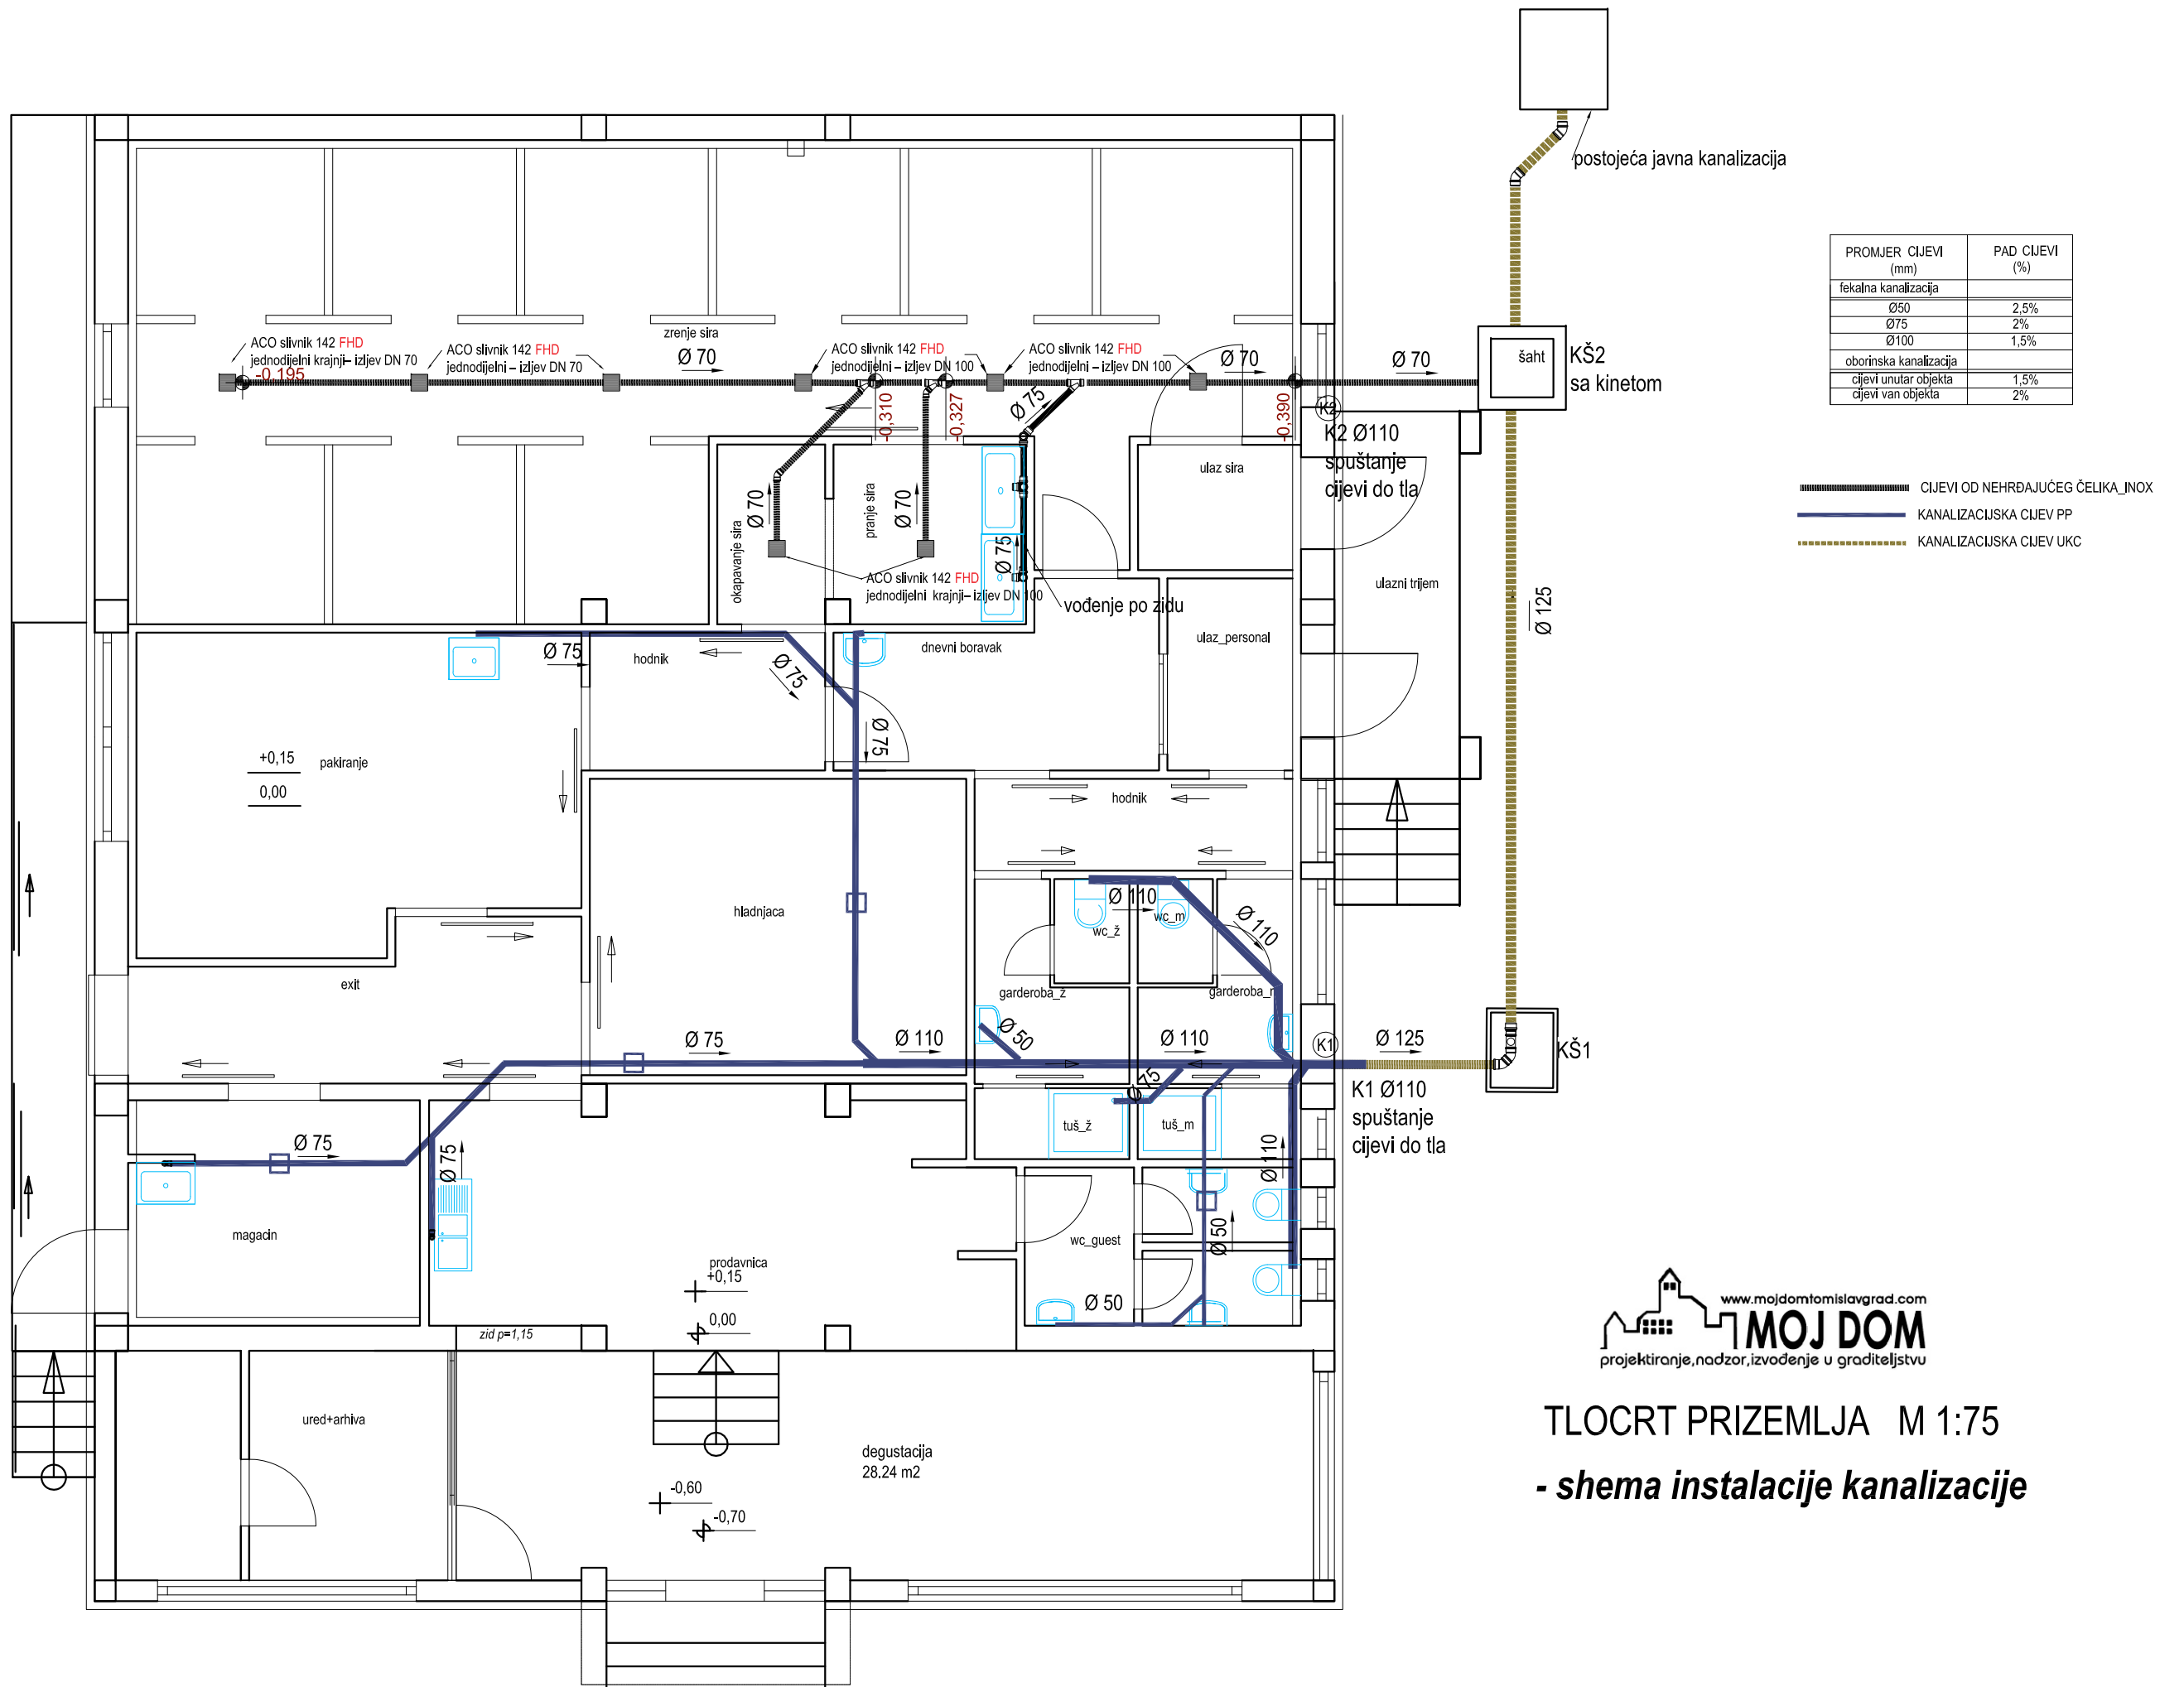 postojeća javna kanalizacija
PROMJER CIJEVI
(mm)
PAD CIJEVI
(%)
fekalna kanalizacija
Ø50
2,5%
Ø75
2%
Ø100
1,5%
oborinska kanalizacija
cijevi unutar objekta
1,5%
cijevi van objekta
2%
zrenje sira
ACO slivnik 142 FHD
jednodijelni krajnji– izljev DN 70
-0,195
ACO slivnik 142 FHD
jednodijelni – izljev DN 70
Ø 70
ACO slivnik 142 FHD
jednodijelni – izljev DN 100
ACO slivnik 142 FHD
jednodijelni – izljev DN 100
Ø 70
Ø 70
šaht
KŠ2
sa kinetom
-0,310
-0,327
Ø 75
-0,390
K2
K2 Ø110
spuštanje
cijevi do tla
ulaz sira
CIJEVI OD NEHRĐAJUĆEG ČELIKA_INOX
KANALIZACIJSKA CIJEV PP
KANALIZACIJSKA CIJEV UKC
okapavanje sira
Ø 70
pranje sira
Ø 70
Ø 75
ACO slivnik 142 FHD
jednodijelni krajnji– izljev DN 100
vođenje po zidu
ulazni trijem
Ø 125
ulaz_personal
Ø 75
hodnik
Ø 75
dnevni boravak
Ø 75
+0,15
0,00
pakiranje
hodnik
hladnjaca
Ø 110
wc_ž
wc_m
Ø 110
exit
garderoba_ž
garderoba_m
Ø 50
Ø 75
Ø 110
Ø 110
K1
Ø 125
KŠ1
K1 Ø110
spuštanje
cijevi do tla
Ø 75
tuš_ž
tuš_m
Ø 75
Ø 75
Ø 110
magacin
wc_guest
Ø 50
prodavnica
+0,15
0,00
Ø 50
zid p=1,15
www.mojdomtomislavgrad.com
MOJ DOM
projektiranje,nadzor,izvođenje u graditeljstvu
ured+arhiva
degustacija
28,24 m2
-0,60
-0,70
TLOCRT PRIZEMLJA M 1:75
- shema instalacije kanalizacije